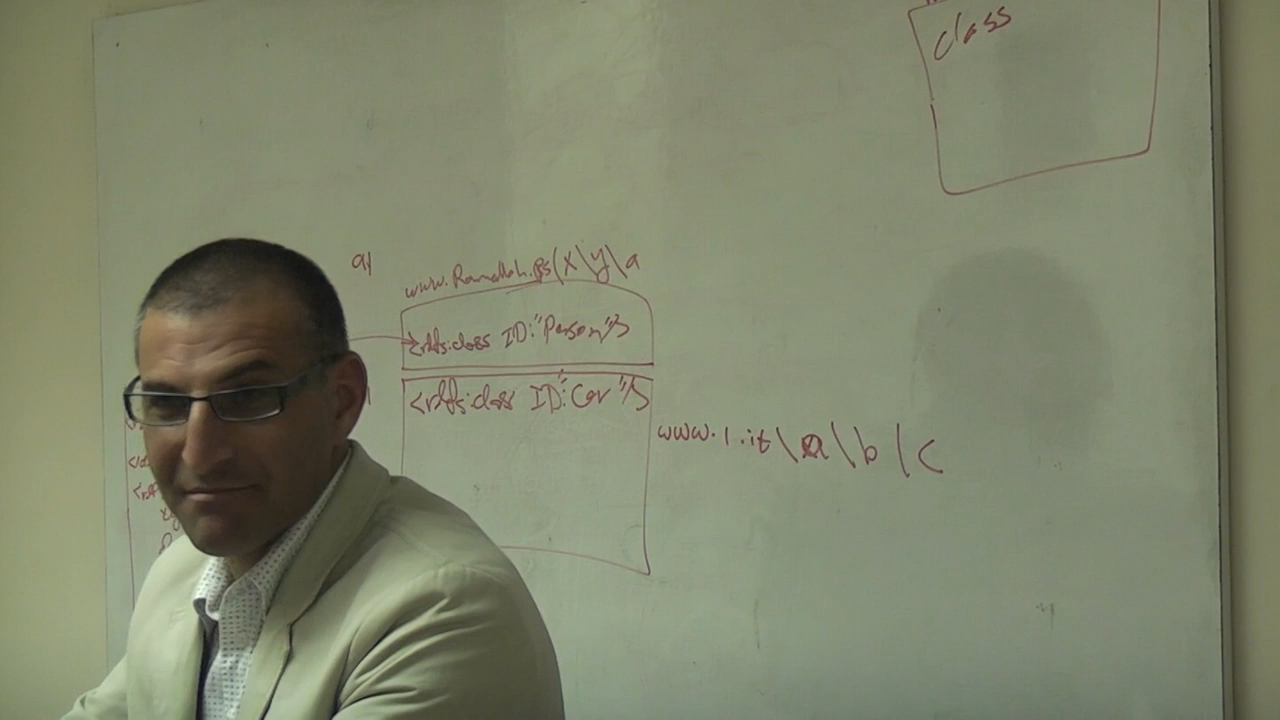 class
www.Ramallah.ps(x\y\a
<rdfs:class ID:"Person"/>
<rdfs:class ID:"Car"/>
www.1.it\a\b\c